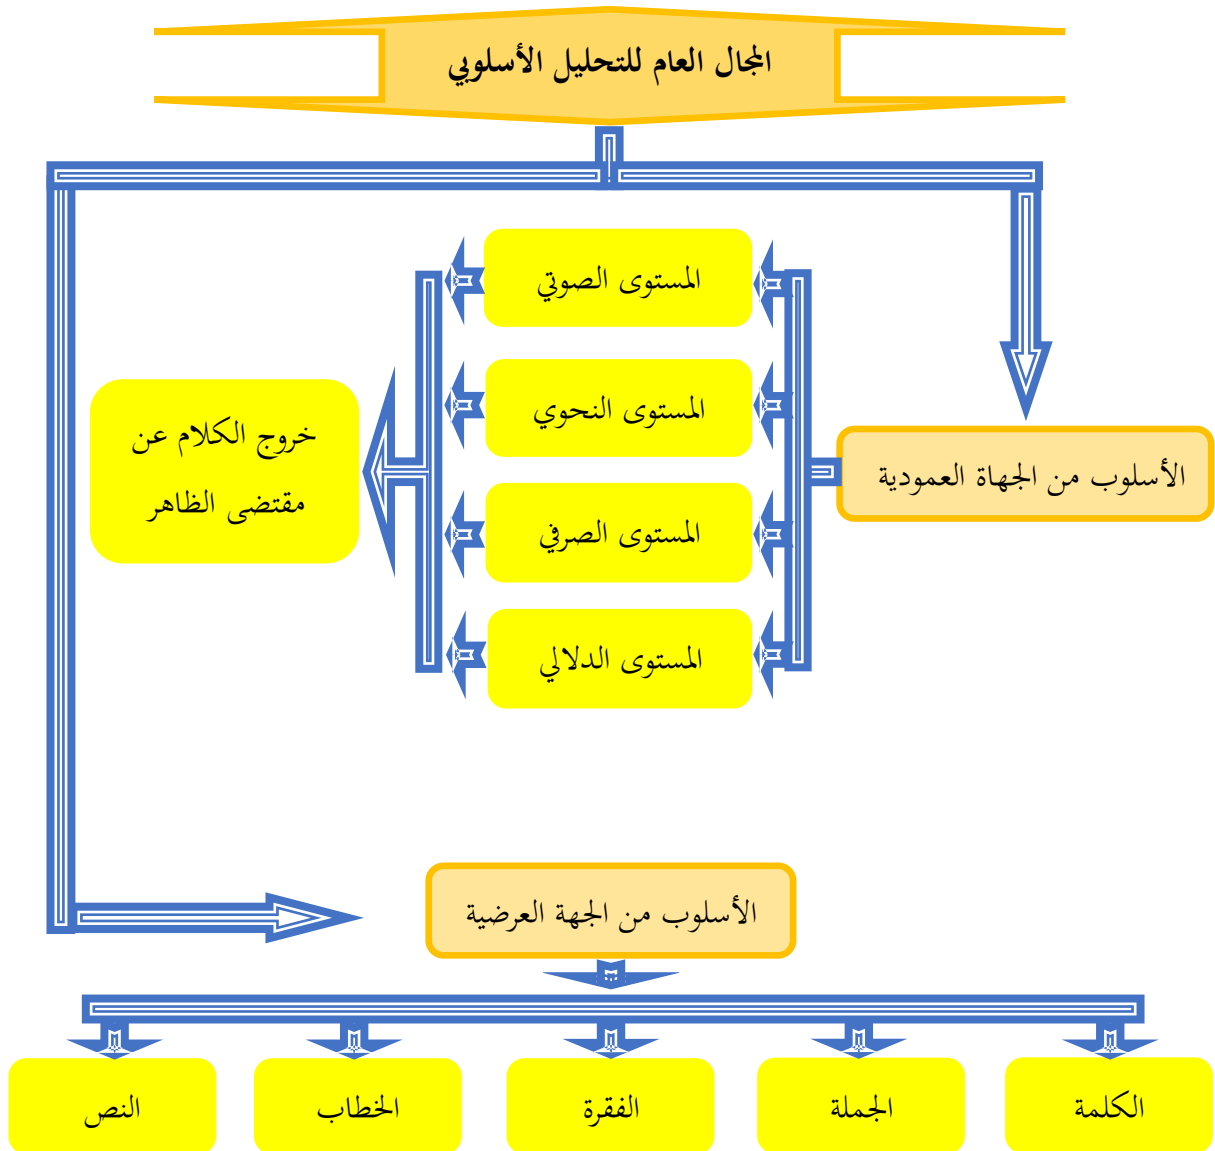 المجال العام للتحليل الأسلوبي
المستوى الصوتي
المستوى النحوي
خروج الكلام عن
مقتضى الظاهر
الأسلوب من الجهاة العمودية
المستوى الصرفي
المستوى الدلالي
الأسلوب من الجهة العرضية
الكلمة
الجملة
الفقرة
الخطاب
النص